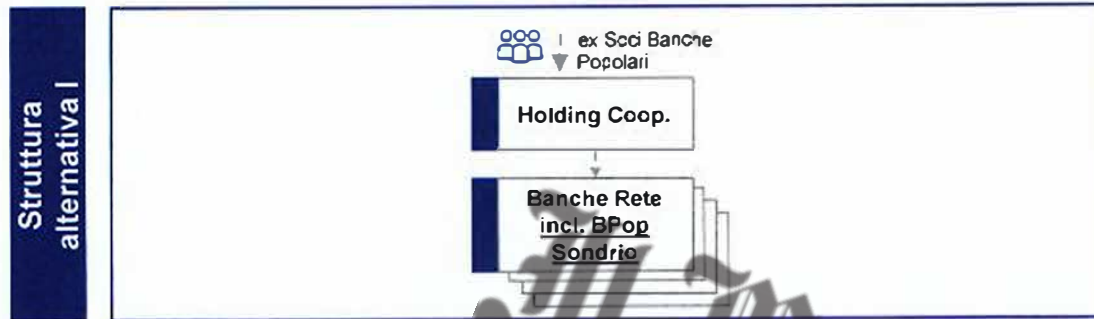 Struttura
alternativa I
ex Soci Banche
Popolari
Holding Coop.
Banche Rete
incl. BPop
Sondrio